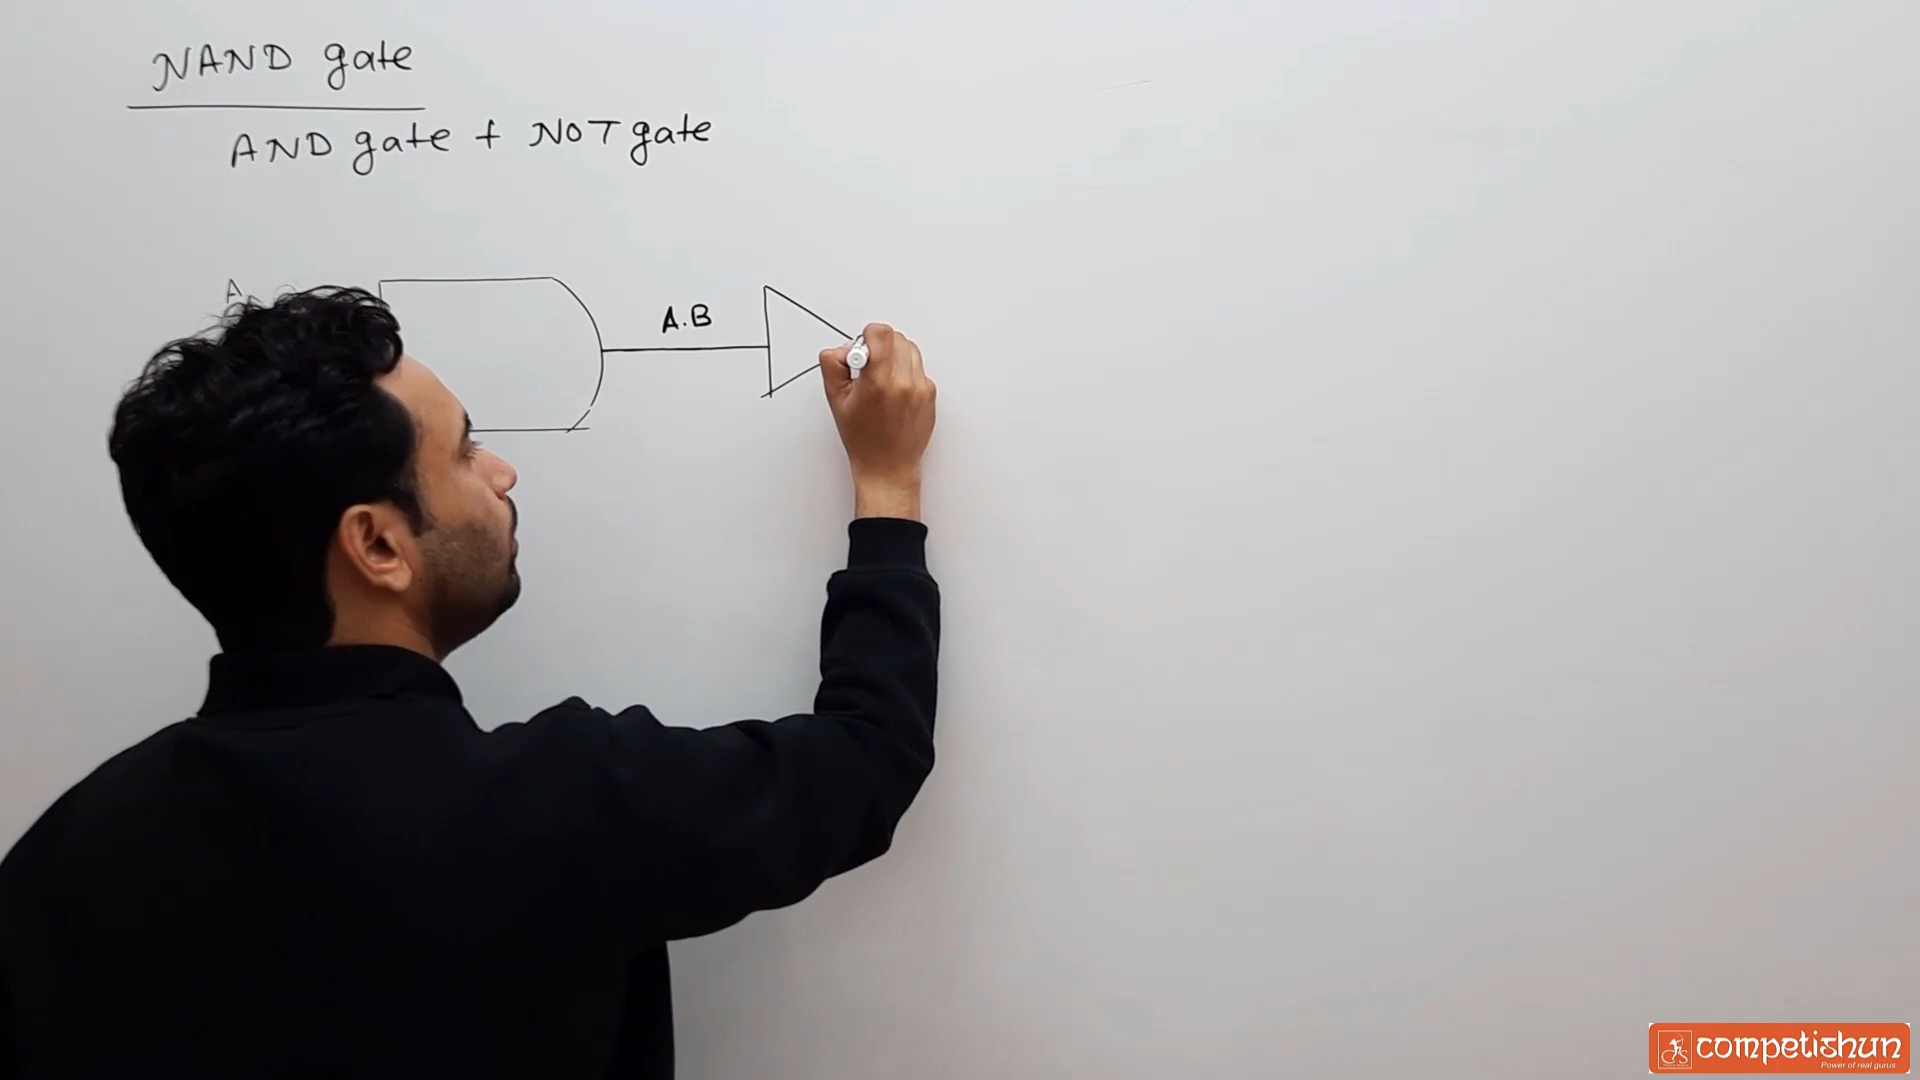 NAND gate
AND gate + NOT gate
A
A.B
competishun
Power of real gurus